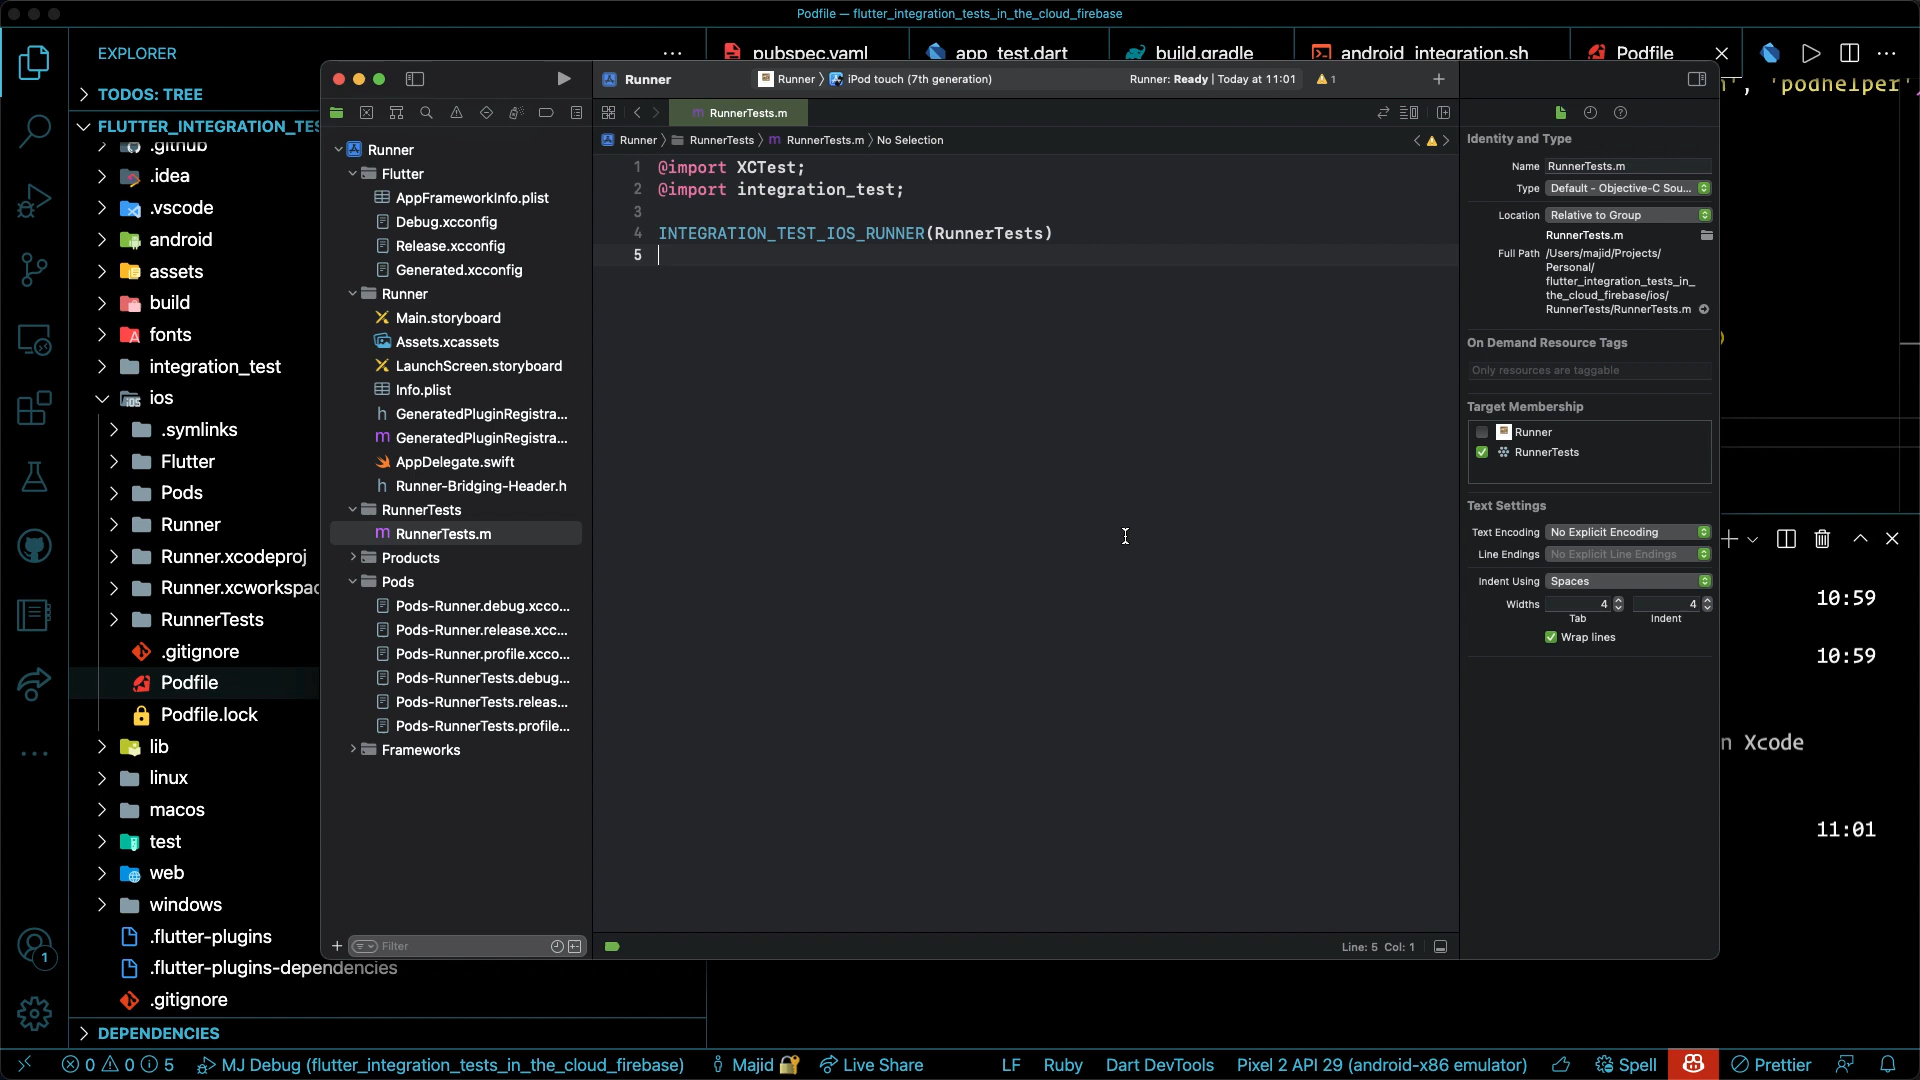 Podfile — flutter_integration_tests_in_the_cloud_firebase
EXPLORER
pubspec.yaml
app_test.dart
build.gradle
android_integration.sh
Podfile
TODOS: TREE
FLUTTER_INTEGRATION_TES
.github
.idea
.vscode
android
assets
build
fonts
integration_test
ios
.symlinks
Flutter
Pods
Runner
Runner.xcodeproj
Runner.xcworkspac
RunnerTests
.gitignore
Podfile
Podfile.lock
lib
linux
macos
test
web
windows
.flutter-plugins
.flutter-plugins-dependencies
.gitignore
DEPENDENCIES
Runner
Runner
iPod touch (7th generation)
Runner: Ready | Today at 11:01
1
RunnerTests.m
Runner
RunnerTests
RunnerTests.m
No Selection
Runner
Flutter
AppFrameworkInfo.plist
Debug.xcconfig
Release.xcconfig
Generated.xcconfig
Runner
Main.storyboard
Assets.xcassets
LaunchScreen.storyboard
Info.plist
GeneratedPluginRegistra...
GeneratedPluginRegistra...
AppDelegate.swift
Runner-Bridging-Header.h
RunnerTests
RunnerTests.m
Products
Pods
Pods-Runner.debug.xcco...
Pods-Runner.release.xcc...
Pods-Runner.profile.xcco...
Pods-RunnerTests.debug...
Pods-RunnerTests.releas...
Pods-RunnerTests.profile...
Frameworks
Filter
1 @import XCTest;
2 @import integration_test;
3
4 INTEGRATION_TEST_IOS_RUNNER(RunnerTests)
5
Line: 5 Col: 1
Identity and Type
Name RunnerTests.m
Type Default - Objective-C Sou...
Location Relative to Group
RunnerTests.m
Full Path /Users/majid/Projects/
Personal/
flutter_integration_tests_in_
the_cloud_firebase/ios/
RunnerTests/RunnerTests.m
On Demand Resource Tags
Only resources are taggable
Target Membership
Runner
RunnerTests
Text Settings
Text Encoding No Explicit Encoding
Line Endings No Explicit Line Endings
Indent Using Spaces
Widths 4 4
Tab Indent
Wrap lines
', 'podhelper'
10:59
10:59
n Xcode
11:01
1
0 0 5
MJ Debug (flutter_integration_tests_in_the_cloud_firebase)
Majid
Live Share
LF
Ruby
Dart DevTools
Pixel 2 API 29 (android-x86 emulator)
Spell
Prettier